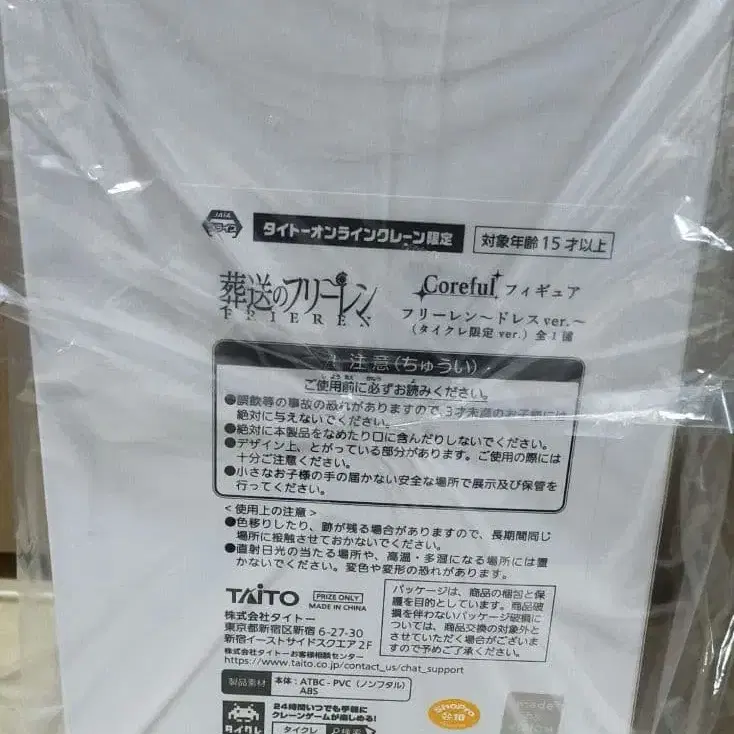 JAIA
タイトーオンラインクレーン限定
対象年齢15才以上
葬送のフリーレン
FRIEREN
Coreful フィギュア
フリーレン～ドレスver.～
(タイクレ限定ver.) 全1種
注意(ちゅうい)
ご使用前に必ずお読みください。
●誤飲等の事故の恐れがありますので、3才未満のお子様には
絶対に与えないでください。
●絶対に本製品をなめたり口に含んだりしないでください。
●デザイン上、とがっている部分があります。ご使用の際には
十分ご注意ください。
●小さなお子様の手の届かない安全な場所で展示及び保管を
行ってください。
<使用上の注意>
●色移りしたり、跡が残る場合がありますので、長期間同じ
場所に接触させておかないでください。
●直射日光の当たる場所や、高温・多湿になる場所には置
かないでください。変色や変形の恐れがあります。
TAITO
PRIZE ONLY
MADE IN CHINA
株式会社タイトー
東京都新宿区新宿6-27-30
新宿イーストサイドスクエア2F
株式会社タイトーお客様相談センター
https://www.taito.co.jp/contact_us/chat_support
パッケージは、商品の梱包と保
護を目的としています。商品破
損を伴わないパッケージ破損に
ついては、商品交換の対象外と
させていただく場合がございま
すので予めご了承ください。
製品素材
本体:ATBC-PVC(ノンフタル)
ABS
24時間いつでも手軽に
クレーンゲームが楽しめる!
タイクレ
タイクレ
ShoPro